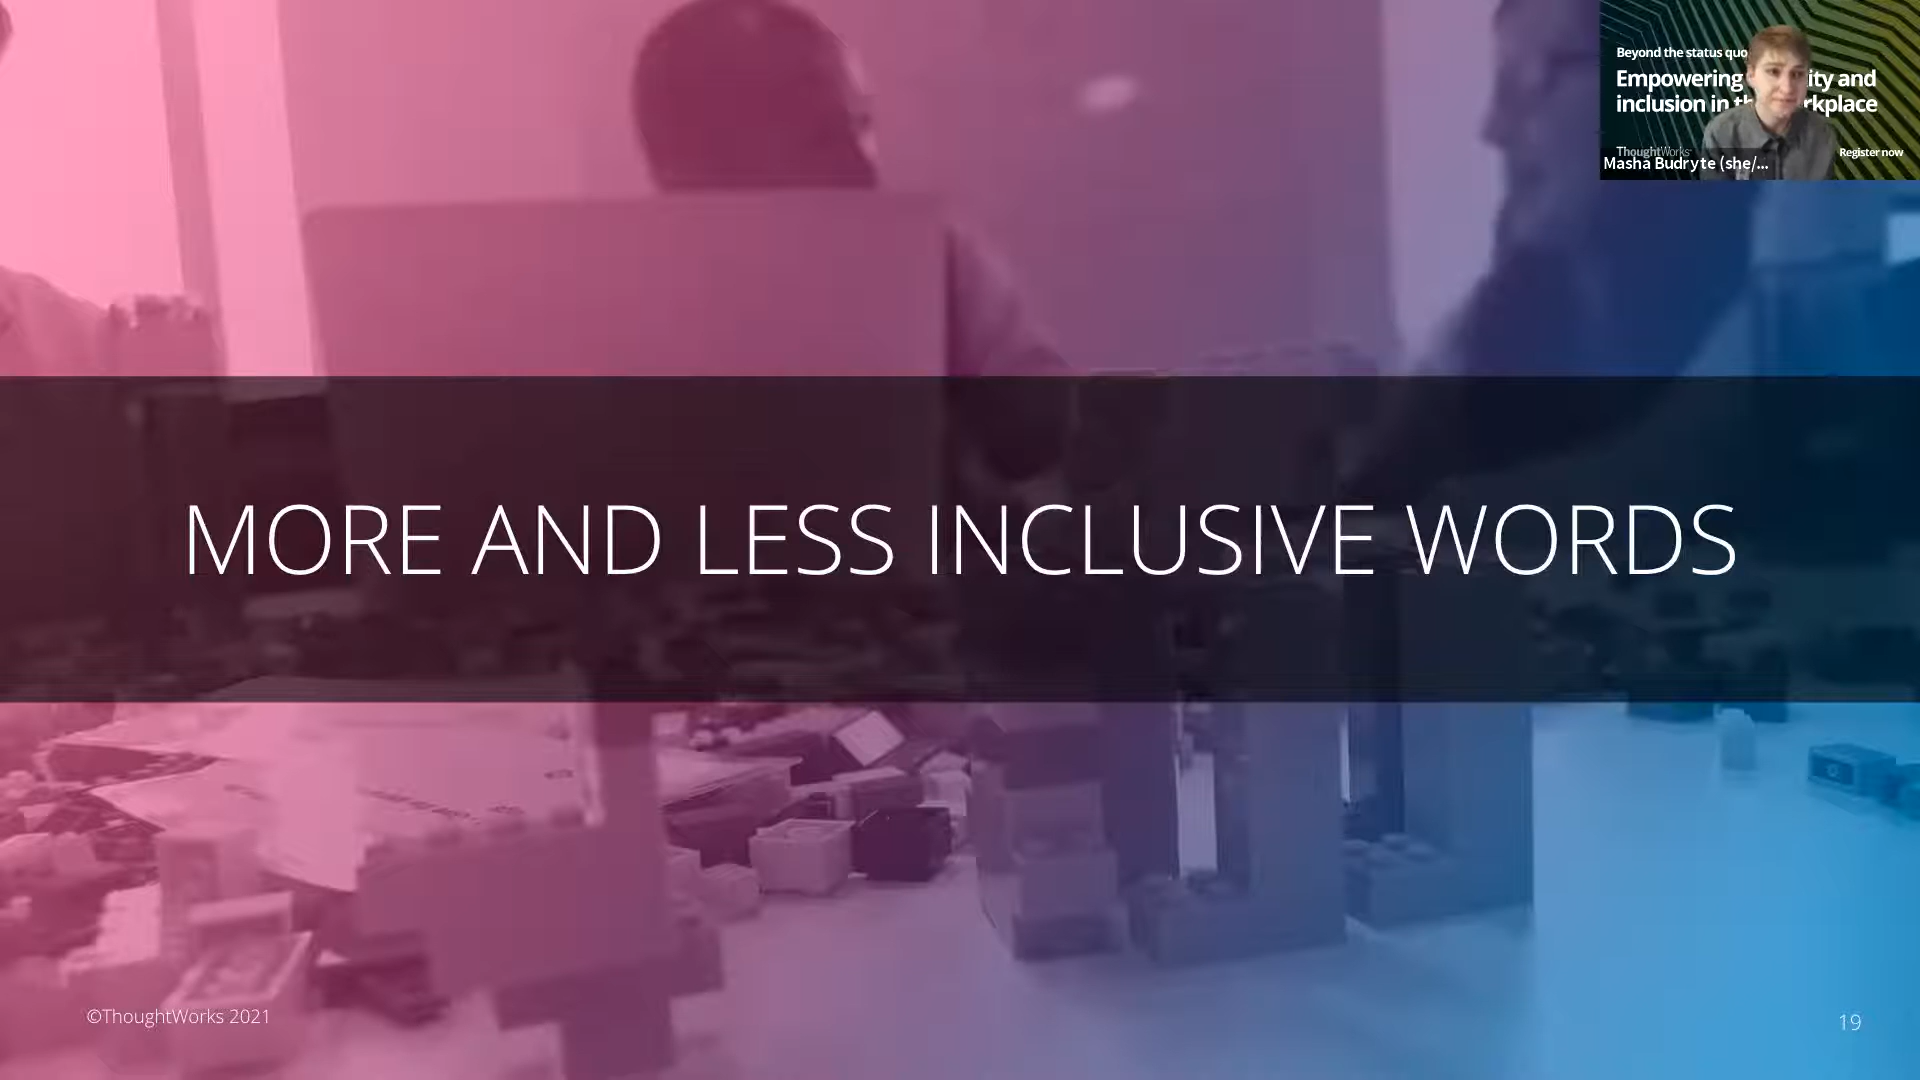 Beyond the status quo
Empowering ity and
inclusion in rkplace
ThoughtWorks
Register now
Masha Budryte (she/...
MORE AND LESS INCLUSIVE WORDS
©ThoughtWorks 2021
19